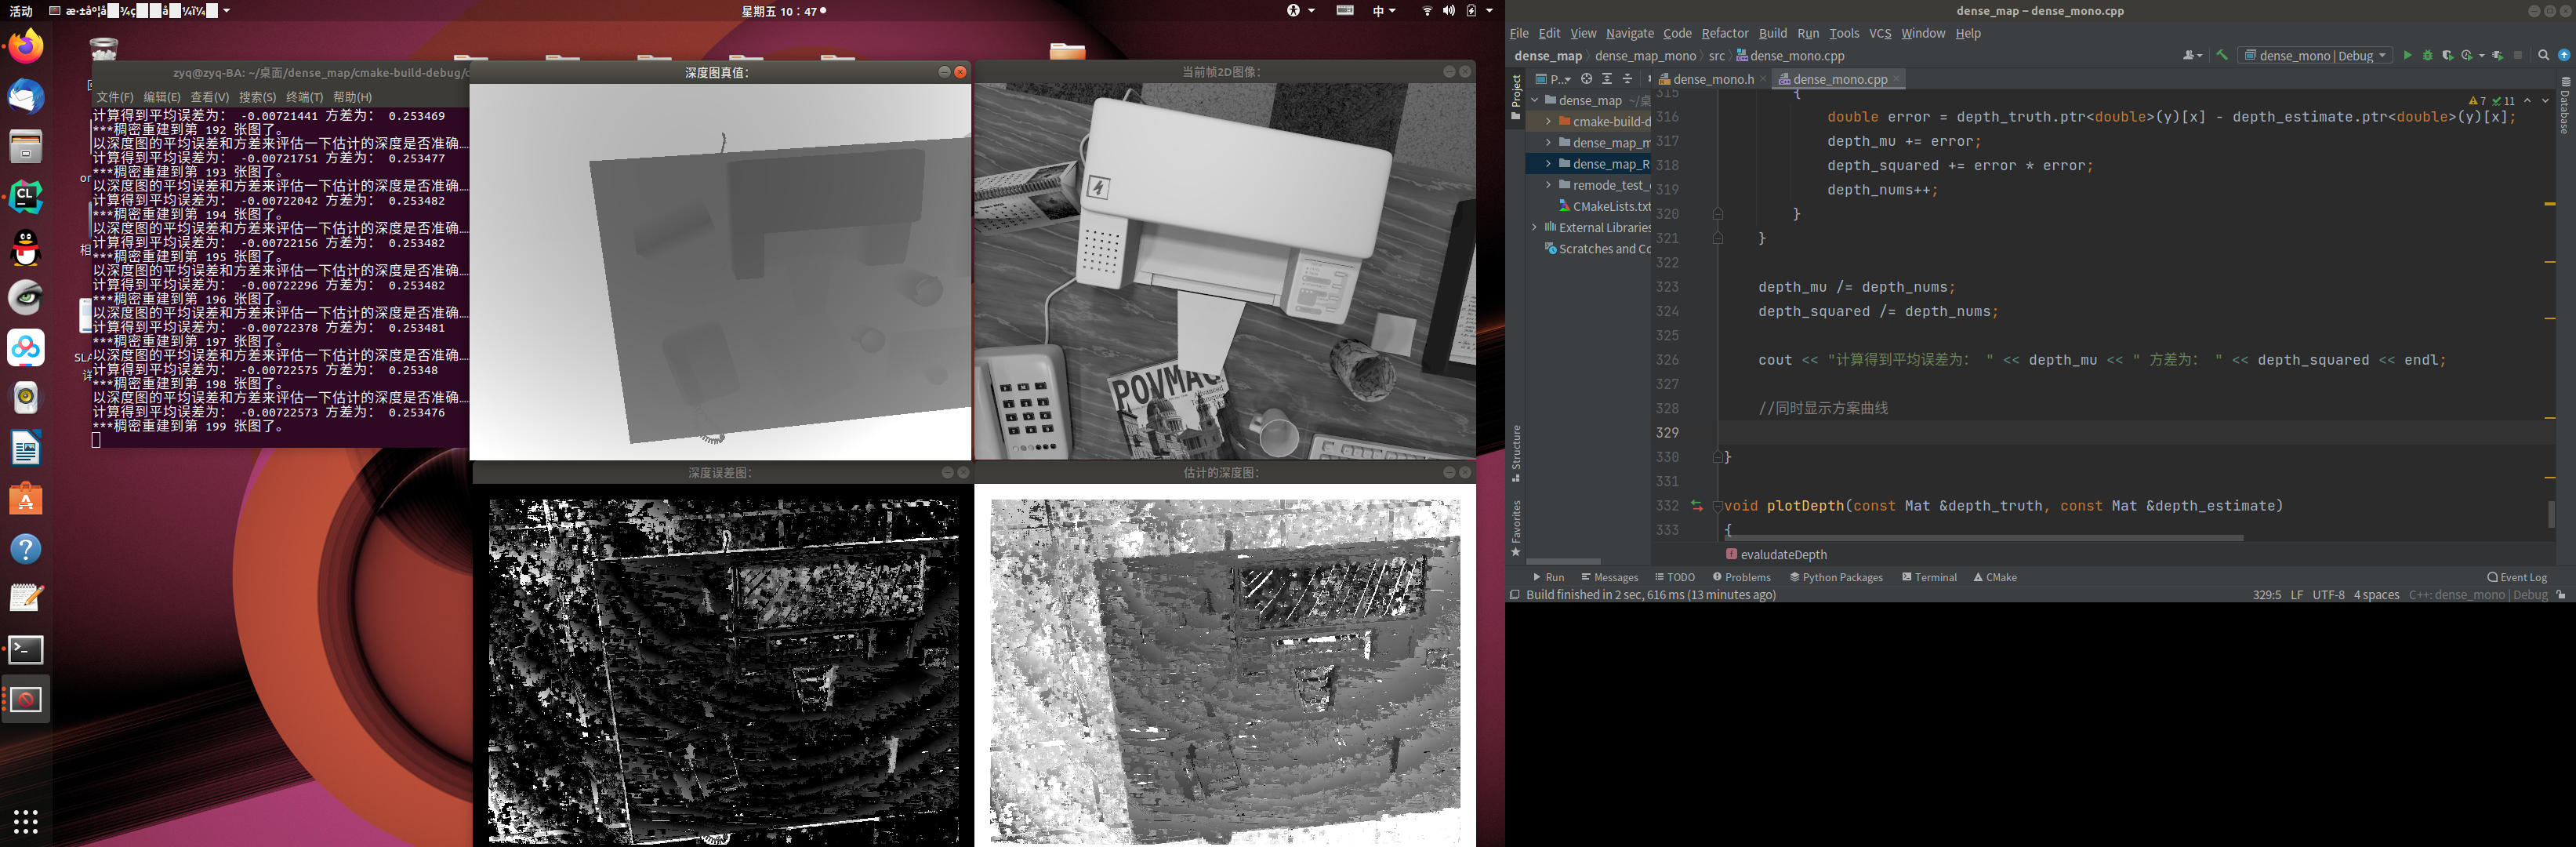 活动
星期五 10：47
中
zyq@zyq-BA: ~/桌面/dense_map/cmake-build-debug/d
文件(F) 编辑(E) 查看(V) 搜索(S) 终端(T) 帮助(H)
计算得到平均误差为： -0.00721441 方差为： 0.253469
***稠密重建到第 192 张图了。
以深度图的平均误差和方差来评估一下估计的深度是否准确......
计算得到平均误差为： -0.00721751 方差为： 0.253477
***稠密重建到第 193 张图了。
以深度图的平均误差和方差来评估一下估计的深度是否准确......
计算得到平均误差为： -0.00722042 方差为： 0.253482
***稠密重建到第 194 张图了。
以深度图的平均误差和方差来评估一下估计的深度是否准确......
计算得到平均误差为： -0.00722156 方差为： 0.253482
***稠密重建到第 195 张图了。
以深度图的平均误差和方差来评估一下估计的深度是否准确......
计算得到平均误差为： -0.00722296 方差为： 0.253482
***稠密重建到第 196 张图了。
以深度图的平均误差和方差来评估一下估计的深度是否准确......
计算得到平均误差为： -0.00722378 方差为： 0.253481
***稠密重建到第 197 张图了。
以深度图的平均误差和方差来评估一下估计的深度是否准确......
计算得到平均误差为： -0.00722575 方差为： 0.25348
***稠密重建到第 198 张图了。
以深度图的平均误差和方差来评估一下估计的深度是否准确......
计算得到平均误差为： -0.00722573 方差为： 0.253476
***稠密重建到第 199 张图了。
深度图真值:
当前帧2D图像:
POVMAG
深度误差图:
估计的深度图:
dense_map – dense_mono.cpp
File Edit View Navigate Code Refactor Build Run Tools VCS Window Help
dense_map dense_map_mono src dense_mono.cpp
dense_mono | Debug
P... dense_mono.h dense_mono.cpp
Project
Structure
Favorites
Database
dense_map
cmake-build-d
dense_map_m
dense_map_R
remode_test_
CMakeLists.txt
External Libraries
Scratches and Co
7 11
315 {
316 double error = depth_truth.ptr<double>(y)[x] - depth_estimate.ptr<double>(y)[x];
317 depth_mu += error;
318 depth_squared += error * error;
319 depth_nums++;
320 }
321 }
322
323 depth_mu /= depth_nums;
324 depth_squared /= depth_nums;
325
326 cout << "计算得到平均误差为： " << depth_mu << " 方差为： " << depth_squared << endl;
327
328 //同时显示方案曲线
329
330 }
331
332 void plotDepth(const Mat &depth_truth, const Mat &depth_estimate)
333 {
evaludateDepth
Run Messages TODO Problems Python Packages Terminal CMake Event Log
Build finished in 2 sec, 616 ms (13 minutes ago)
329:5 LF UTF-8 4 spaces C++: dense_mono | Debug